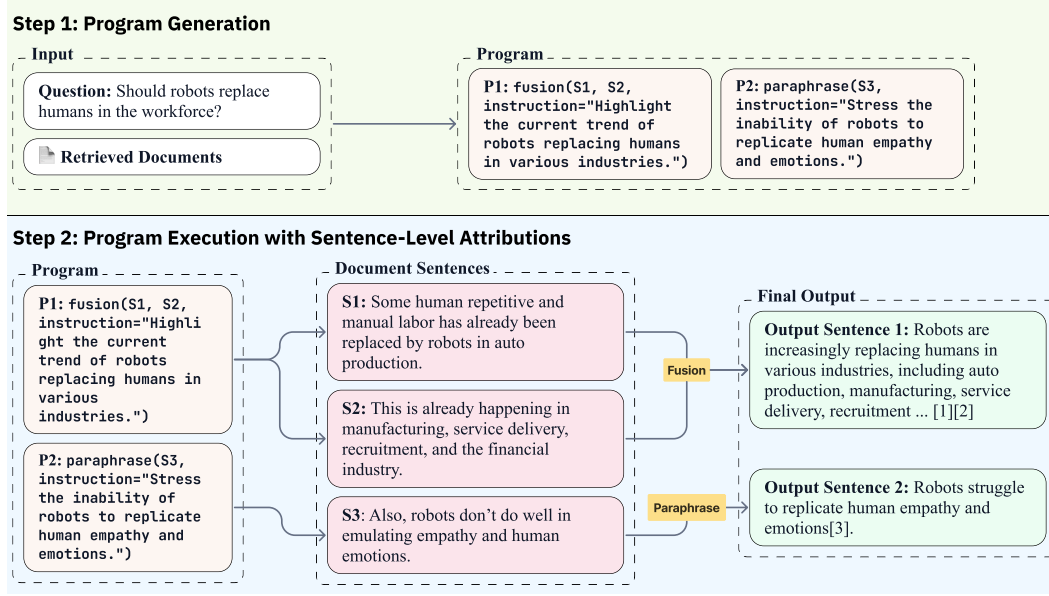 Step 1: Program Generation
Input
Question: Should robots replace
humans in the workforce?
Retrieved Documents
Program
P1: fusion(S1, S2,
instruction="Highlight
the current trend of
robots replacing humans
in various industries.")
P2: paraphrase(S3,
instruction="Stress the
inability of robots to
replicate human empathy
and emotions.")
Step 2: Program Execution with Sentence-Level Attributions
Program
P1: fusion(S1, S2,
instruction="Highli
ght the current
trend of robots
replacing humans in
various
industries.")
P2: paraphrase(S3,
instruction="Stress
the inability of
robots to replicate
human empathy and
emotions.")
Document Sentences
S1: Some human repetitive and
manual labor has already been
replaced by robots in auto
production.
S2: This is already happening in
manufacturing, service delivery,
recruitment, and the financial
industry.
S3: Also, robots don't do well in
emulating empathy and human
emotions.
Fusion
Paraphrase
Final Output
Output Sentence 1: Robots are
increasingly replacing humans in
various industries, including auto
production, manufacturing, service
delivery, recruitment ... [1][2]
Output Sentence 2: Robots struggle
to replicate human empathy and
emotions[3].